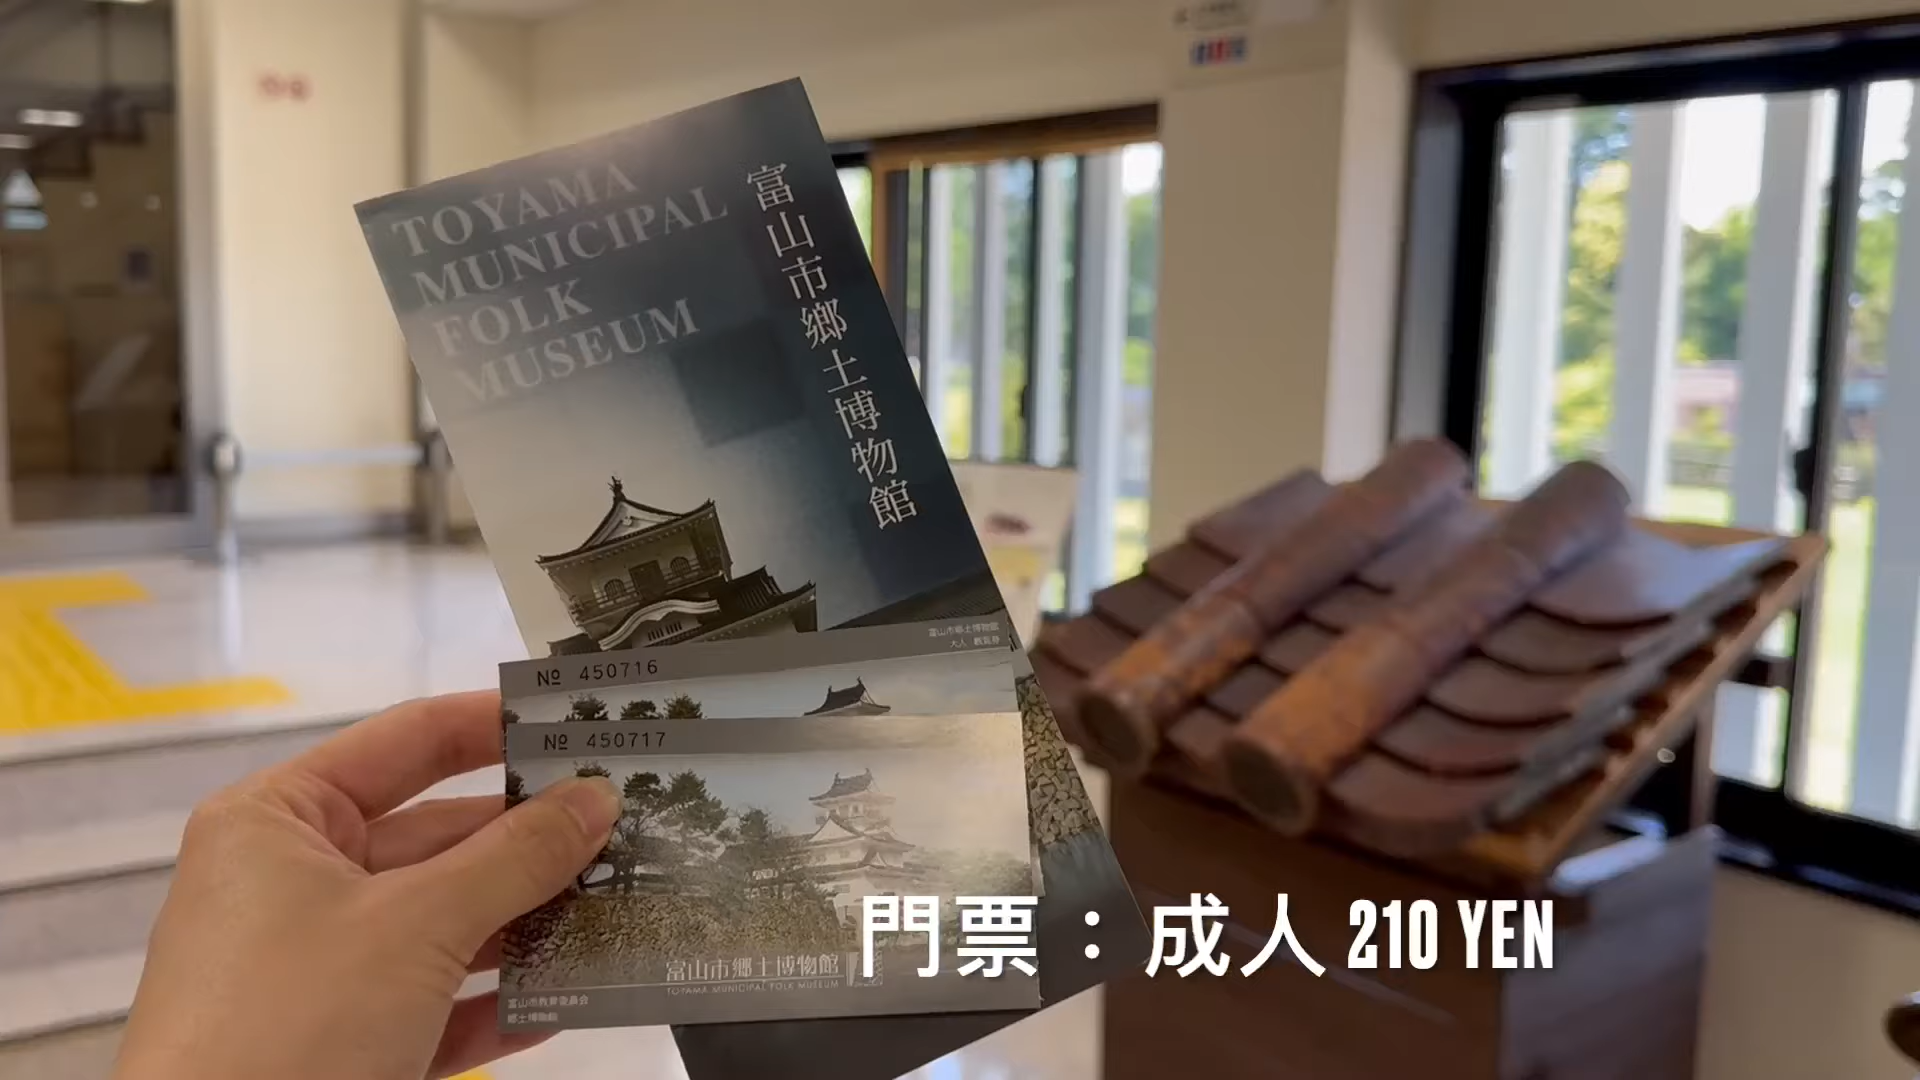 TOYAMA
MUNICIPAL
FOLK
MUSEUM
富山市郷土博物館
富山市郷土博物館
大人 観覧券
№ 450716
№ 450717
富山市郷土博物館
TOYAMA MUNICIPAL FOLK MUSEUM
富山市教育委員会
郷土博物館
門票：成人 210 YEN